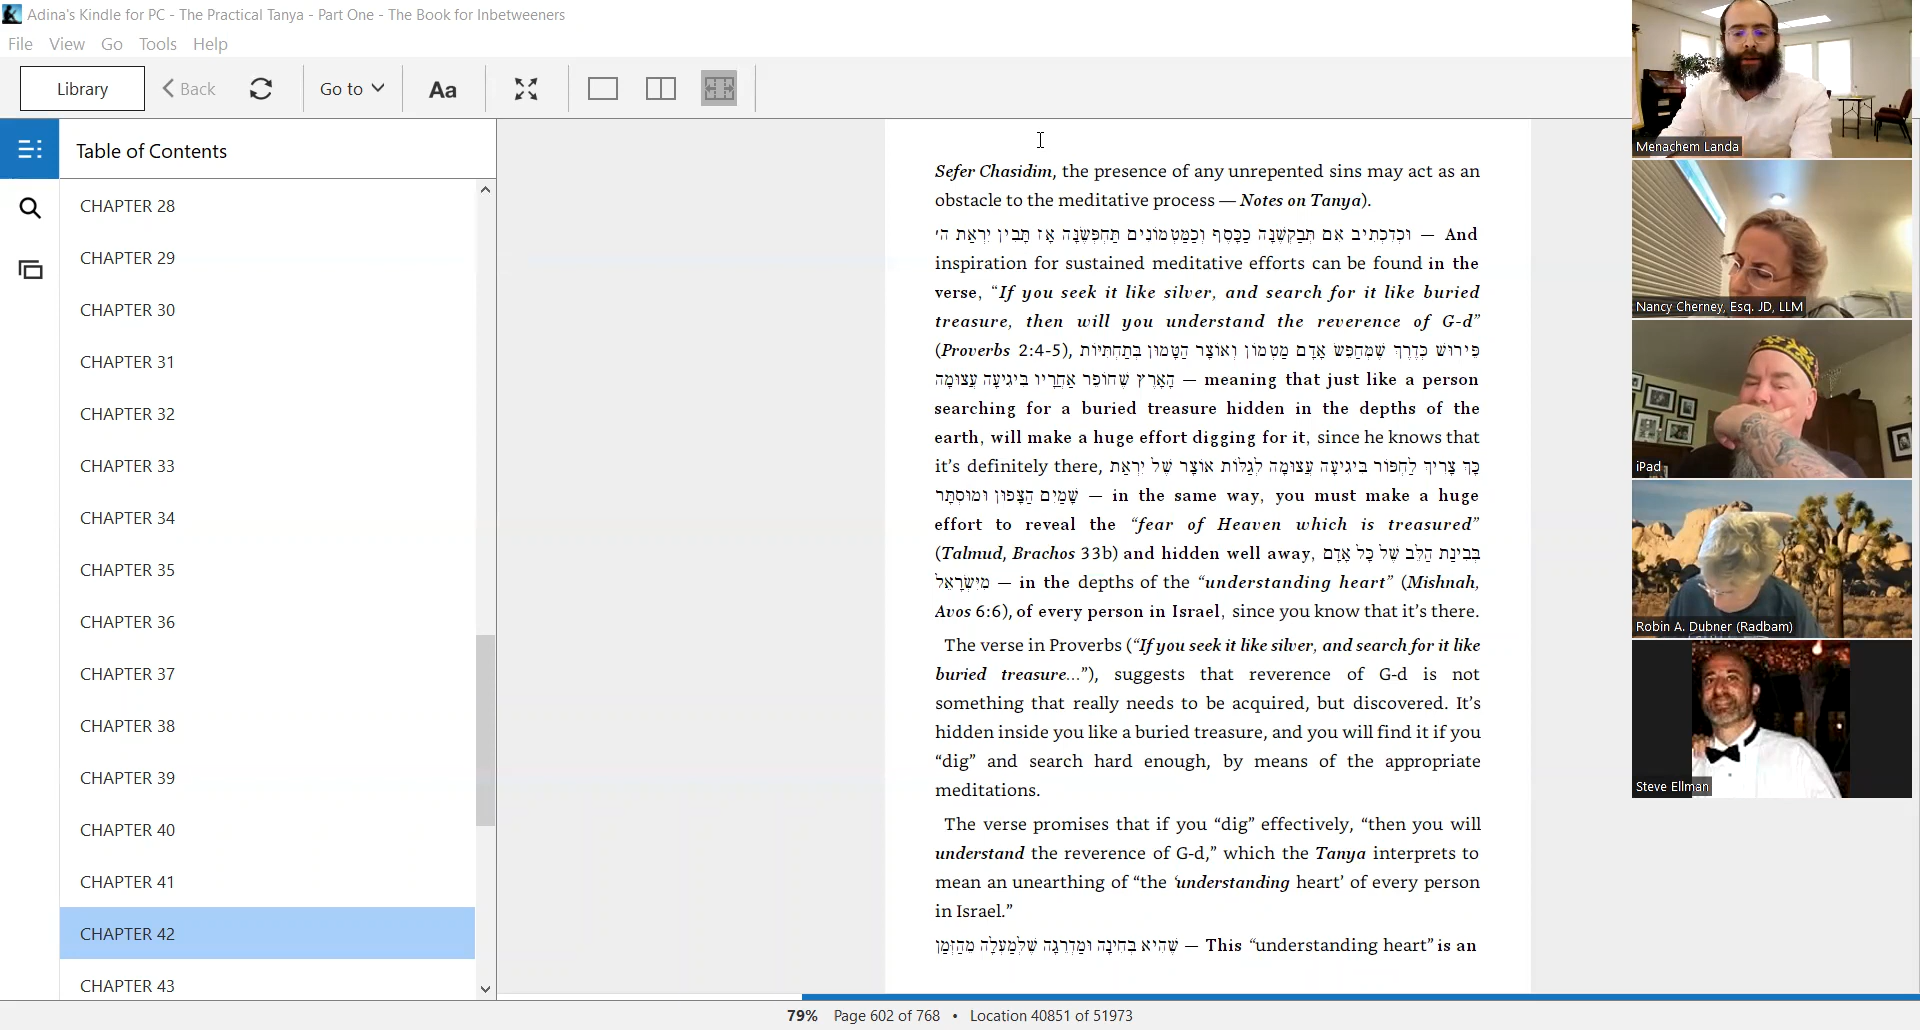 Adina's Kindle for PC - The Practical Tanya - Part One - The Book for Inbetweeners
File View Go Tools Help
Library Back Go to Aa
Table of Contents
CHAPTER 28
CHAPTER 29
CHAPTER 30
CHAPTER 31
CHAPTER 32
CHAPTER 33
CHAPTER 34
CHAPTER 35
CHAPTER 36
CHAPTER 37
CHAPTER 38
CHAPTER 39
CHAPTER 40
CHAPTER 41
CHAPTER 42
CHAPTER 43
Sefer Chasidim, the presence of any unrepented sins may act as an
obstacle to the meditative process — Notes on Tanya).
וּכְדִכְתִיב אִם תְּבַקְשֶׁנָּה כַכָּסֶף וְכַמַּטְמוֹנִים תַּחְפְּשֶׂנָּה אָז תָּבִין יִרְאַת ה' — And
inspiration for sustained meditative efforts can be found in the
verse, “If you seek it like silver, and search for it like buried
treasure, then will you understand the reverence of G-d”
(Proverbs 2:4-5), פֵּירוּשׁ כְּדֶרֶךְ שֶׁמְּחַפֵּשׂ אָדָם מַטְמוֹן וְאוֹצָר הַטָּמוּן בְּתַחְתִּיּוֹת
הָאָרֶץ שֶׁחוֹפֵר אַחֲרָיו בִּיגִיעָה עֲצוּמָה — meaning that just like a person
searching for a buried treasure hidden in the depths of the
earth, will make a huge effort digging for it, since he knows that
it’s definitely there, כָּךְ צָרִיךְ לַחְפּוֹר בִּיגִיעָה עֲצוּמָה לְגַלּוֹת אוֹצָר שֶׁל יִרְאַת
שָׁמַיִם הַצָּפוּן וּמוּסְתָּר — in the same way, you must make a huge
effort to reveal the “fear of Heaven which is treasured”
(Talmud, Brachos 33b) and hidden well away, בְּבִינַת הַלֵּב שֶׁל כָּל אָדָם
מִיִּשְׂרָאֵל — in the depths of the “understanding heart” (Mishnah,
Avos 6:6), of every person in Israel, since you know that it’s there.
The verse in Proverbs (“If you seek it like silver, and search for it like
buried treasure...”), suggests that reverence of G-d is not
something that really needs to be acquired, but discovered. It’s
hidden inside you like a buried treasure, and you will find it if you
“dig” and search hard enough, by means of the appropriate
meditations.
The verse promises that if you “dig” effectively, “then you will
understand the reverence of G-d,” which the Tanya interprets to
mean an unearthing of “the ‘understanding heart’ of every person
in Israel.”
שֶׁהִיא בְּחִינָה וּמַדְרֵגָה שֶׁלְּמַעְלָה מֵהַזְּמַן — This “understanding heart” is an
79% Page 602 of 768 • Location 40851 of 51973
Menachem Landa
Nancy Cherney, Esq. JD, LLM
iPad
Robin A. Dubner (Radbam)
Steve Ellman